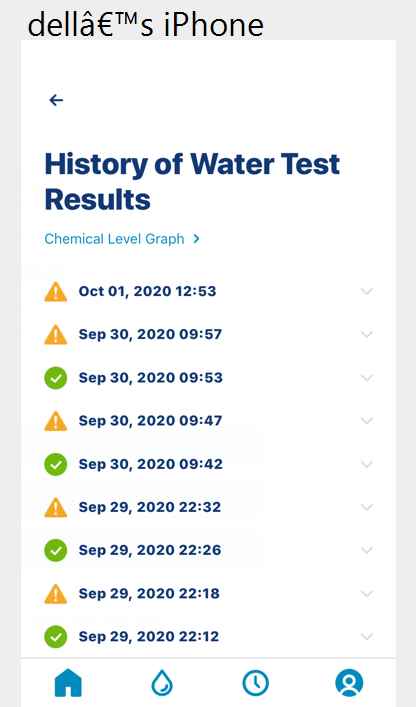 dellâ€™s iPhone
History of Water Test
Results
Chemical Level Graph
Oct 01, 2020 12:53
Sep 30, 2020 09:57
Sep 30, 2020 09:53
Sep 30, 2020 09:47
Sep 30, 2020 09:42
Sep 29, 2020 22:32
Sep 29, 2020 22:26
Sep 29, 2020 22:18
Sep 29, 2020 22:12